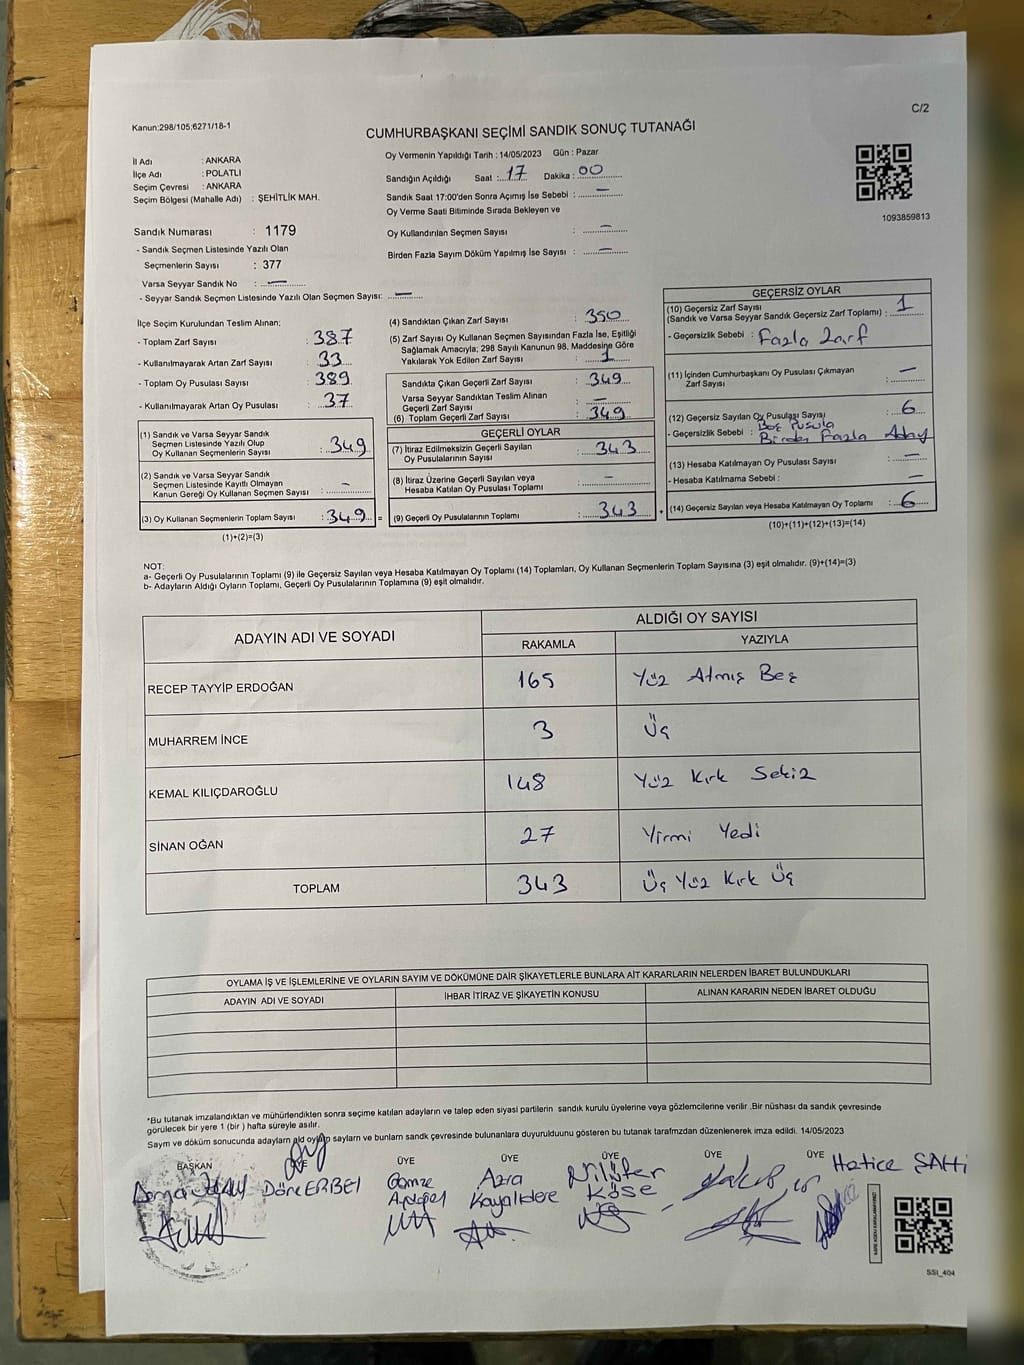 C/2
Kanun:298/105;6271/18-1
CUMHURBAŞKANI SEÇİMİ SANDIK SONUÇ TUTANAĞI
İl Adı : ANKARA
İlçe Adı : POLATLI
Seçim Çevresi : ANKARA
Seçim Bölgesi (Mahalle Adı) : ŞEHİTLİK MAH.
Oy Vermenin Yapıldığı Tarih : 14/05/2023 Gün : Pazar
Sandığın Açıldığı Saat : 17 Dakika : 00
Sandık Saat 17:00'den Sonra Açımış İse Sebebi : —
Oy Verme Saati Bitiminde Sırada Bekleyen ve
Oy Kullandırılan Seçmen Sayısı : —
Birden Fazla Sayım Döküm Yapılmış İse Sayısı : —
1093859813
Sandık Numarası : 1179
- Sandık Seçmen Listesinde Yazılı Olan
Seçmenlerin Sayısı : 377
Varsa Seyyar Sandık No : —
- Seyyar Sandık Seçmen Listesinde Yazılı Olan Seçmen Sayısı: —
İlçe Seçim Kurulundan Teslim Alınan;
- Toplam Zarf Sayısı : 387
- Kullanılmayarak Artan Zarf Sayısı : 33
- Toplam Oy Pusulası Sayısı : 389
- Kullanılmayarak Artan Oy Pusulası : 37
(1) Sandık ve Varsa Seyyar Sandık
Seçmen Listesinde Yazılı Olup
Oy Kullanan Seçmenlerin Sayısı : 349
(2) Sandık ve Varsa Seyyar Sandık
Seçmen Listesinde Kayıtlı Olmayan
Kanun Gereği Oy Kullanan Seçmen Sayısı : —
(3) Oy Kullanan Seçmenlerin Toplam Sayısı : 349 =
(1)+(2)=(3)
(4) Sandıktan Çıkan Zarf Sayısı : 350
(5) Zarf Sayısı Oy Kullanan Seçmen Sayısından Fazla İse, Eşitliği
Sağlamak Amacıyla; 298 Sayılı Kanunun 98. Maddesine Göre
Yakılarak Yok Edilen Zarf Sayısı : 1
Sandıkta Çıkan Geçerli Zarf Sayısı : 349
Varsa Seyyar Sandıktan Teslim Alınan
Geçerli Zarf Sayısı : —
(6) Toplam Geçerli Zarf Sayısı : 349
GEÇERLİ OYLAR
(7) İtiraz Edilmeksizin Geçerli Sayılan
Oy Pusulalarının Sayısı : 343
(8) İtiraz Üzerine Geçerli Sayılan veya
Hesaba Katılan Oy Pusulası Toplamı : —
(9) Geçerli Oy Pusulalarının Toplamı : 343 +
GEÇERSİZ OYLAR
(10) Geçersiz Zarf Sayısı
(Sandık ve Varsa Seyyar Sandık Geçersiz Zarf Toplamı) : 1
- Geçersizlik Sebebi : Fazla Zarf
(11) İçinden Cumhurbaşkanı Oy Pusulası Çıkmayan
Zarf Sayısı : —
(12) Geçersiz Sayılan Oy Pusulası Sayısı : 6
- Geçersizlik Sebebi : Boş Pusula
Birden Fazla Aday
(13) Hesaba Katılmayan Oy Pusulası Sayısı : —
- Hesaba Katılmama Sebebi : —
(14) Geçersiz Sayılan veya Hesaba Katılmayan Oy Toplamı : 6
(10)+(11)+(12)+(13)=(14)
NOT:
a- Geçerli Oy Pusulalarının Toplamı (9) ile Geçersiz Sayılan veya Hesaba Katılmayan Oy Toplamı (14) Toplamları, Oy Kullanan Seçmenlerin Toplam Sayısına (3) eşit olmalıdır. (9)+(14)=(3)
b- Adayların Aldığı Oyların Toplamı, Geçerli Oy Pusulalarının Toplamına (9) eşit olmalıdır.
ADAYIN ADI VE SOYADI ALDIĞI OY SAYISI
RAKAMLA YAZIYLA
RECEP TAYYİP ERDOĞAN 165 Yüz Atmış Beş
MUHARREM İNCE 3 Üç
KEMAL KILIÇDAROĞLU 148 Yüz Kırk Sekiz
SİNAN OĞAN 27 Yirmi Yedi
TOPLAM 343 Üç Yüz Kırk Üç
OYLAMA İŞ VE İŞLEMLERİNE VE OYLARIN SAYIM VE DÖKÜMÜNE DAİR ŞİKAYETLERLE BUNLARA AİT KARARLARIN NELERDEN İBARET BULUNDUKLARI
ADAYIN ADI VE SOYADI İHBAR İTİRAZ VE ŞİKAYETİN KONUSU ALINAN KARARIN NEDEN İBARET OLDUĞU
*Bu tutanak imzalandıktan ve mühürlendikten sonra seçime katılan adayların ve talep eden siyasi partilerin sandık kurulu üyelerine veya gözlemcilerine verilir .Bir nüshası da sandık çevresinde
görülecek bir yere 1 (bir ) hafta süreyle asılır.
Sayım ve döküm sonucunda adayların ald oyların sayların ve bunların sandk çevresinde bulunanlara duyurulduunu gösteren bu tutanak tarafmzdan düzenlenerek imza edildi. 14/05/2023
BAŞKAN ÜYE ÜYE ÜYE ÜYE ÜYE
Döne ERBEL Gamze Azra Kayalıdere Nilüfer Köse Hatice
SSI_404